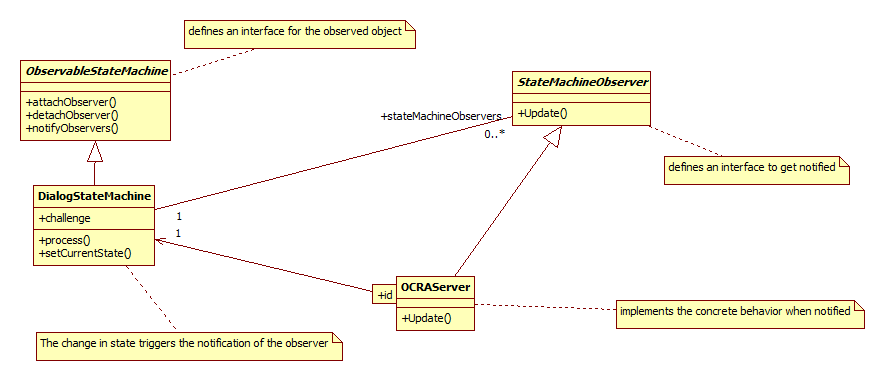 defines an interface for the observed object
ObservableStateMachine
+attachObserver()
+detachObserver()
+notifyObservers()
StateMachineObserver
+Update()
+stateMachineObservers
0..*
defines an interface to get notified
DialogStateMachine
+challenge
+process()
+setCurrentState()
1
1
+id
OCRAServer
+Update()
implements the concrete behavior when notified
The change in state triggers the notification of the observer